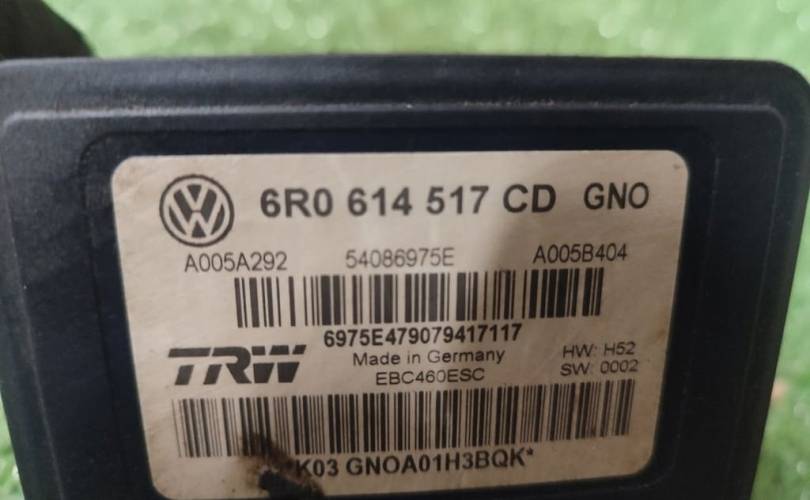 VW 6R0 614 517 CD GNO
A005A292 54086975E A005B404
6975E479079417117
TRW Made in Germany HW: H52
EBC460ESC SW: 0002
K03 GNOA01H3BQK*